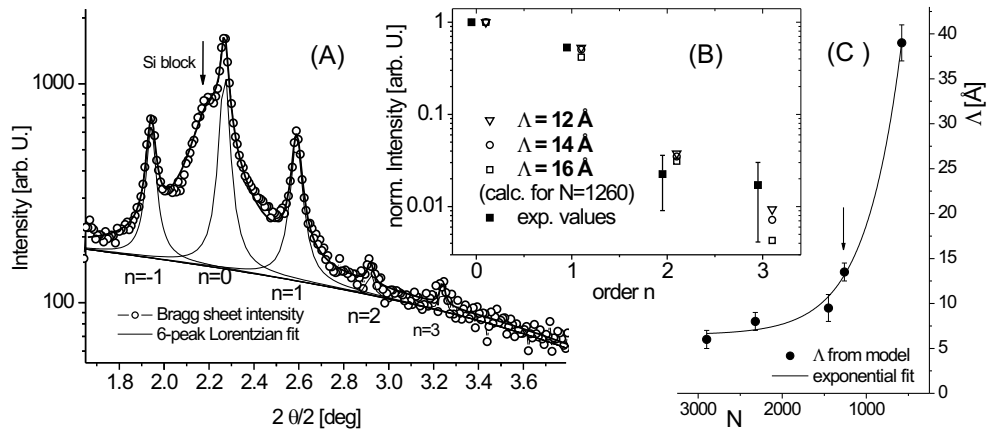 (A)
Si block
1000
100
Intensity [arb. U.]
n=-1
n=0
n=1
n=2
n=3
Bragg sheet intensity
6-peak Lorentzian fit
1.8 2.0 2.2 2.4 2.6 2.8 3.0 3.2 3.4 3.6
2 θ/2 [deg]
(B)
1
0.1
0.01
norm. Intensity [arb. U.]
Λ = 12 Å
Λ = 14 Å
Λ = 16 Å
(calc. for N=1260)
exp. values
0 1 2 3
order n
(C)
40
35
30
25
20
15
10
5
0
Λ [Å]
Λ from model
exponential fit
3000 2000 1000
N